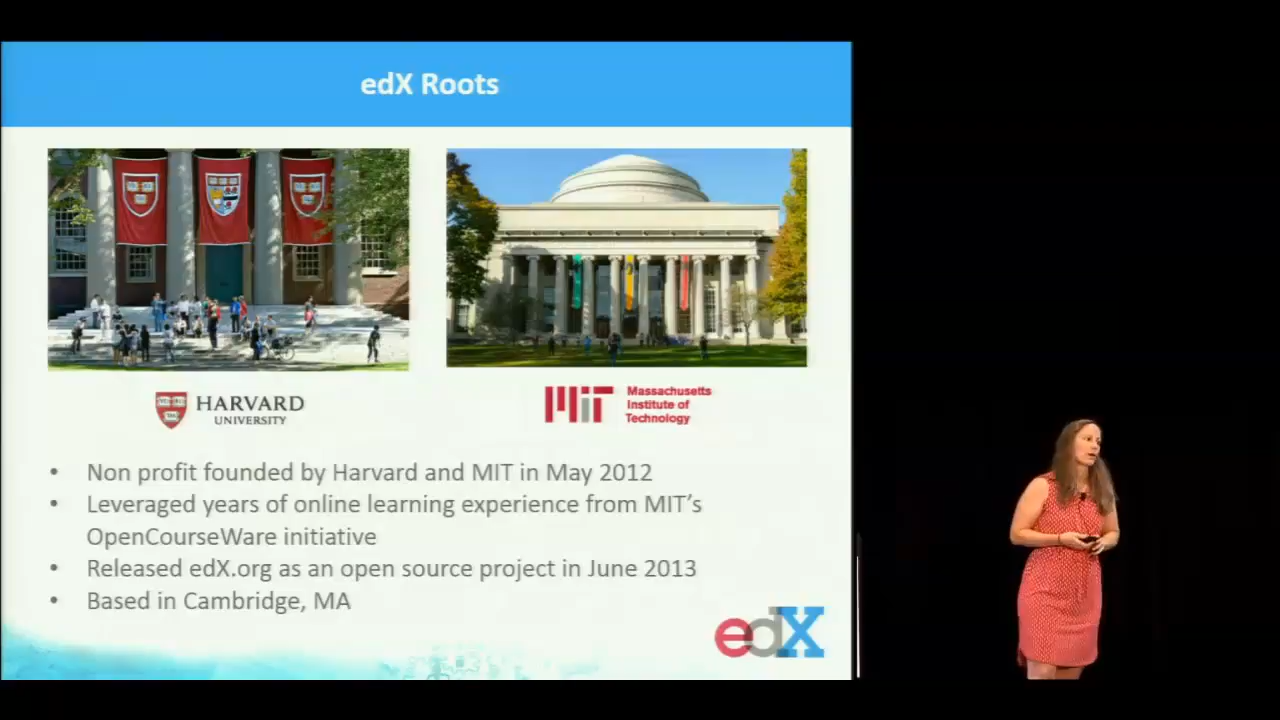 edX Roots
HARVARD
UNIVERSITY
MIT
Massachusetts
Institute of
Technology
• Non profit founded by Harvard and MIT in May 2012
• Leveraged years of online learning experience from MIT's
OpenCourseWare initiative
• Released edX.org as an open source project in June 2013
• Based in Cambridge, MA
edX